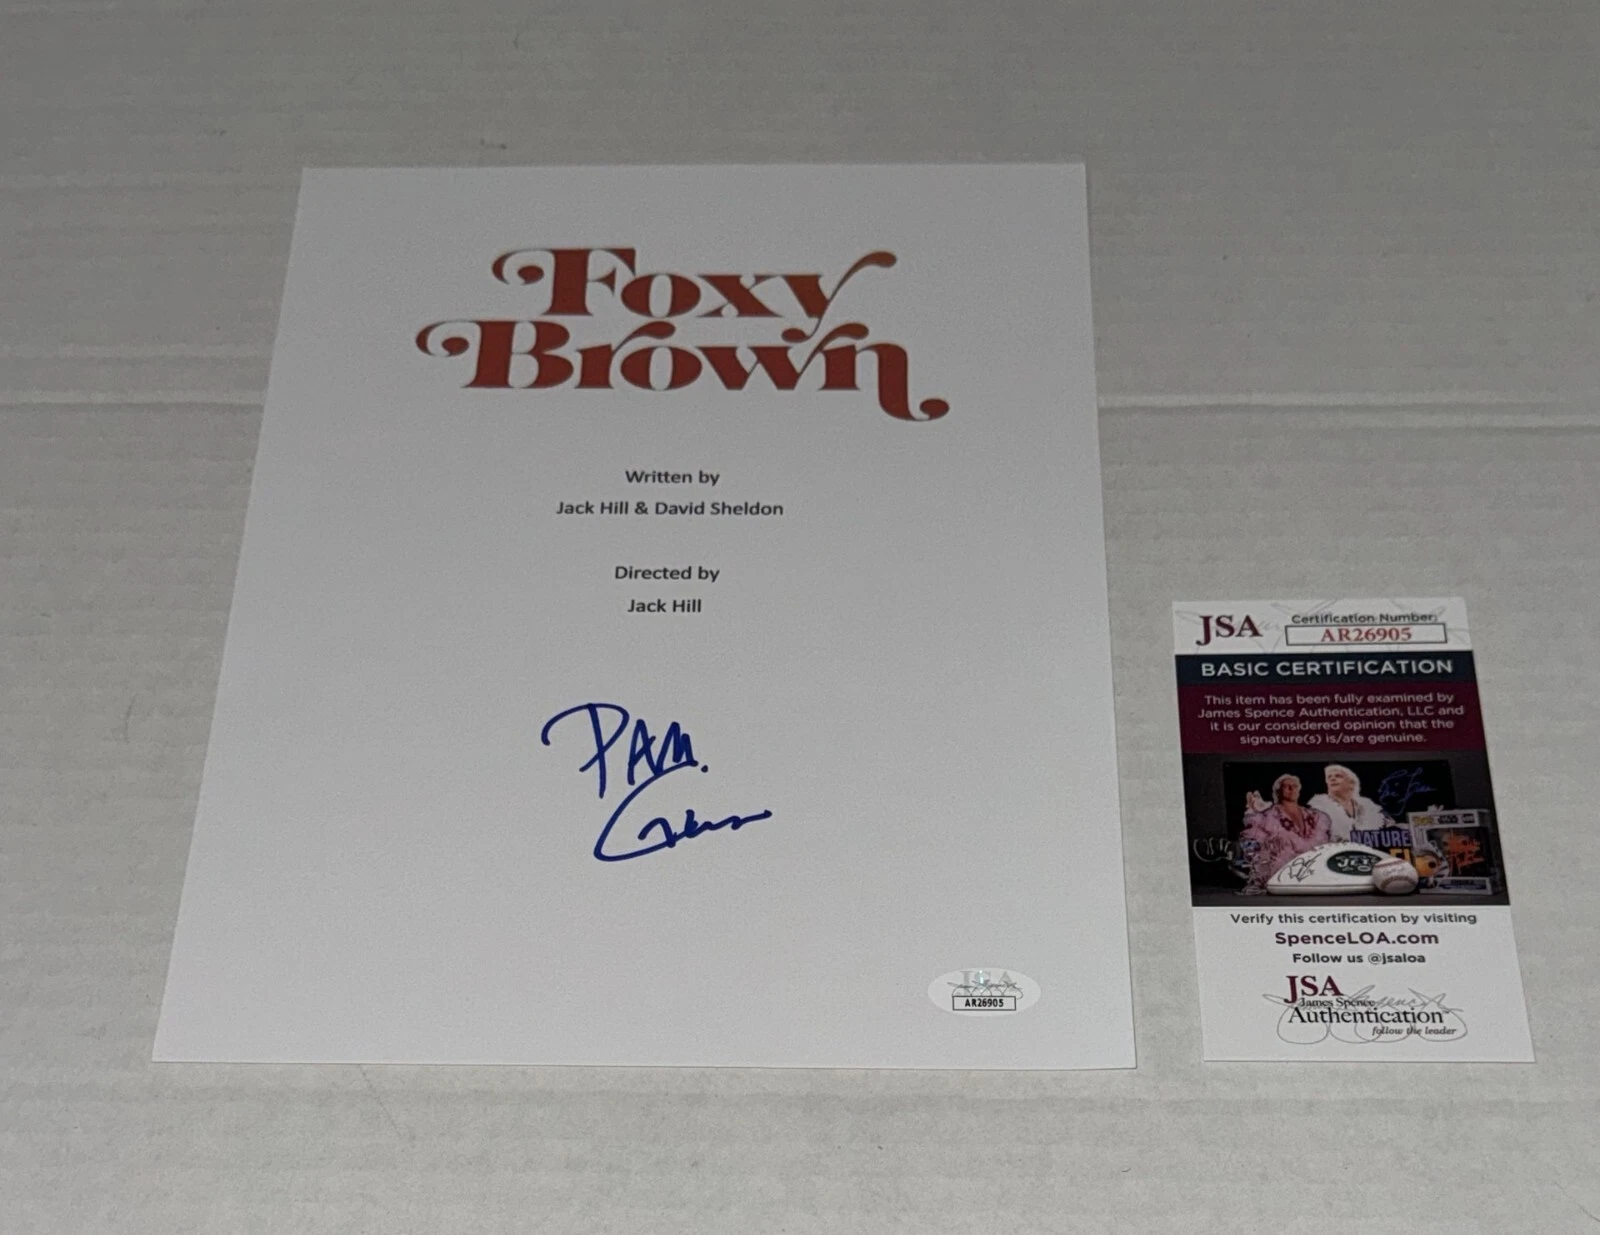 Foxy
Brown
Written by
Jack Hill & David Sheldon
Directed by
Jack Hill
PAM
JSA
AR26905
JSA
Certification Number:
AR26905
BASIC CERTIFICATION
This item has been fully examined by
James Spence Authentication, LLC and
it is our considered opinion that the
signature(s) is/are genuine.
NATURE
JETS
Verify this certification by visiting
SpenceLOA.com
Follow us @jsaloa
JSA
James Spence
Authentication
follow the leader